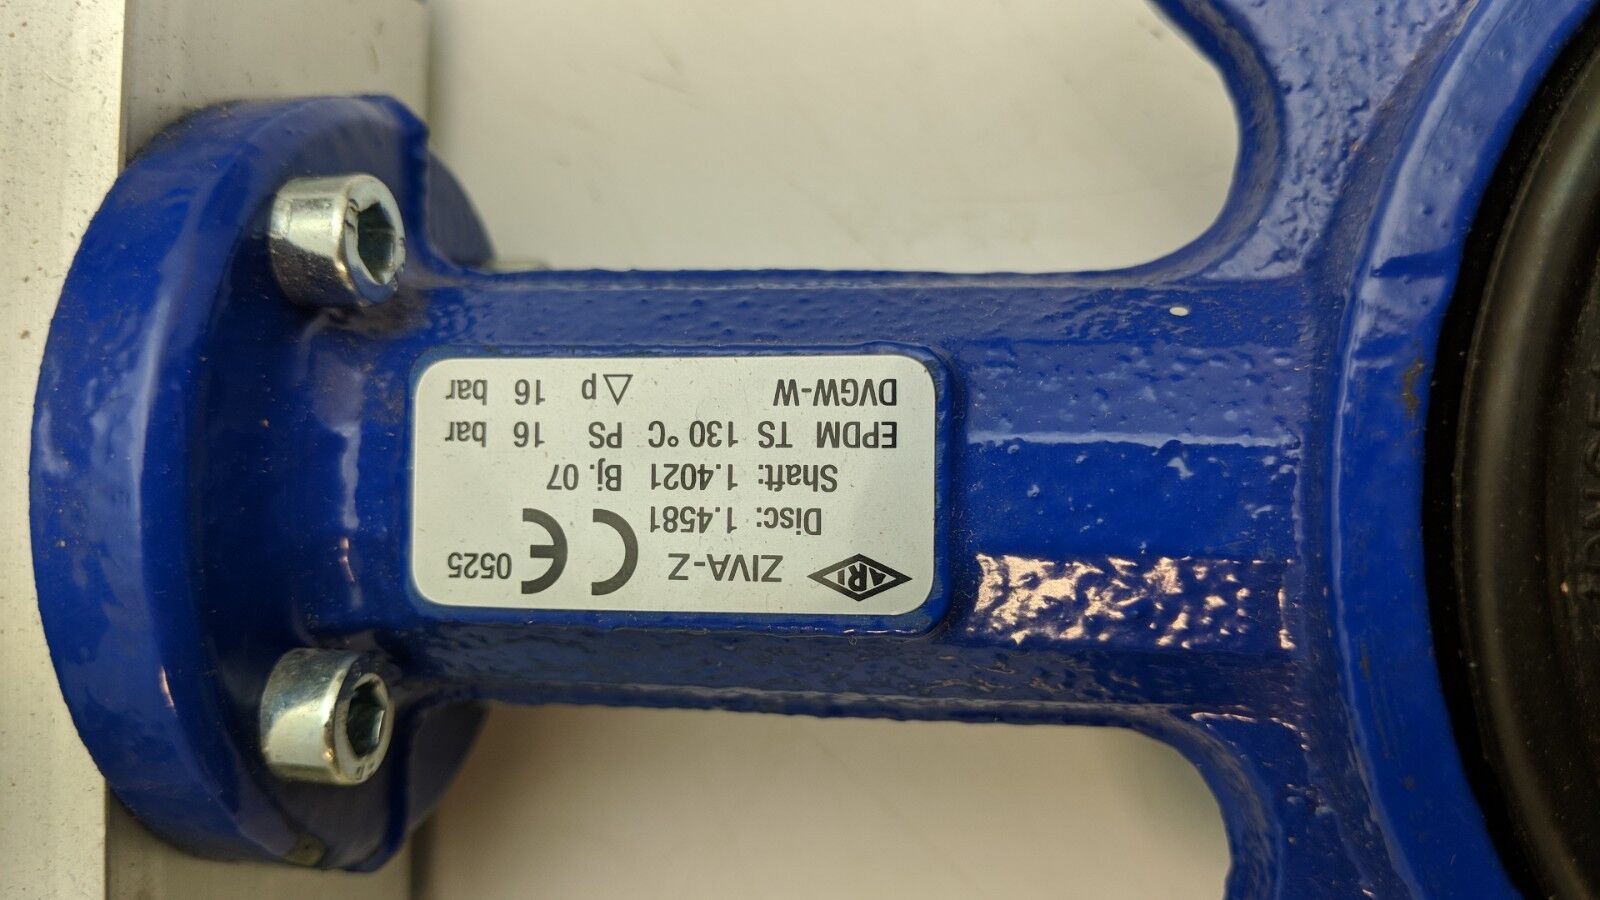 ARI ZIVA-Z CE 0525
Disc: 1.4581
Shaft: 1.4021 Bj. 07
EPDM TS 130 °C PS 16 bar
DVGW-W △p 16 bar